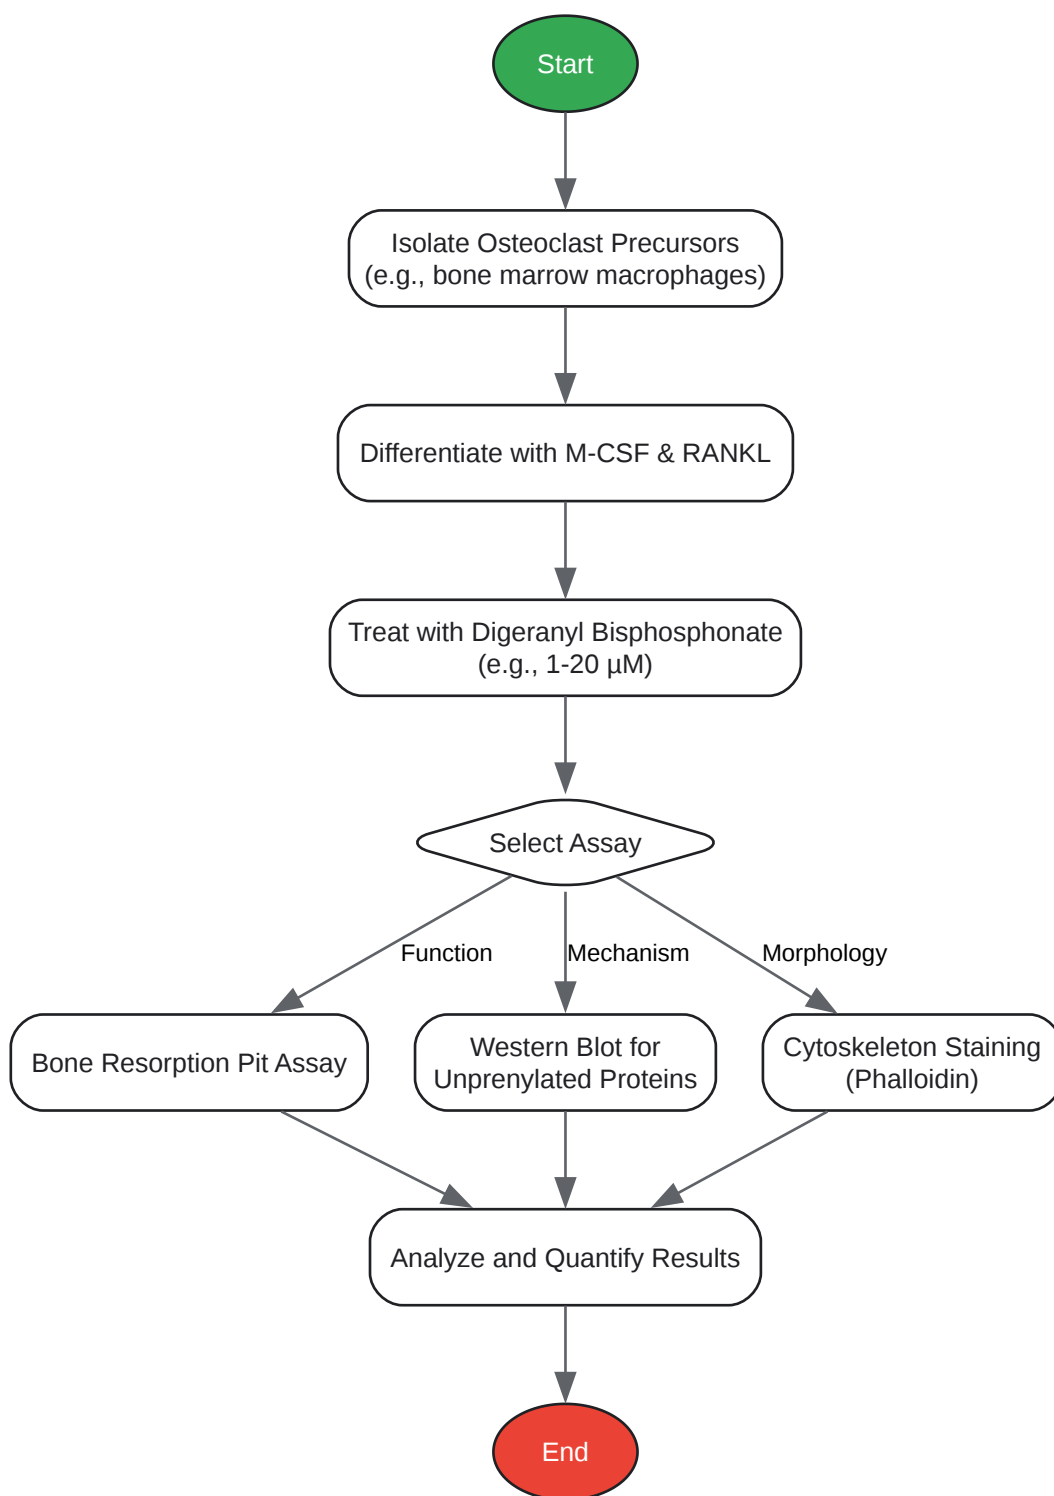 Start
Isolate Osteoclast Precursors
(e.g., bone marrow macrophages)
Differentiate with M-CSF & RANKL
Treat with Digeranyl Bisphosphonate
(e.g., 1-20 µM)
Select Assay
Function
Mechanism
Morphology
Bone Resorption Pit Assay
Western Blot for
Unprenylated Proteins
Cytoskeleton Staining
(Phalloidin)
Analyze and Quantify Results
End